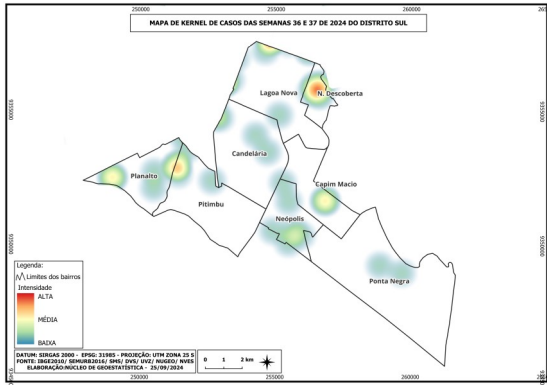 MAPA DE KERNEL DE CASOS DAS SEMANAS 36 E 37 DE 2024 DO DISTRITO SUL
250000
255000
260000
Lagoa Nova
N. Descoberta
9355000
9355000
Candelária
Planalto
Capim Macio
Pitimbu
Neópolis
9350000
9350000
Ponta Negra
Legenda:
Limites dos bairros
Intensidade
ALTA
MÉDIA
BAIXA
DATUM: SIRGAS 2000 - EPSG: 31985 - PROJEÇÃO: UTM ZONA 25 S
FONTE: IBGE2010/ SEMURB2016/ SMS/ DVS/ UVZ/ NUGEO/ NVES
ELABORAÇÃO:NÚCLEO DE GEOSTATÍSTICA - 25/09/2024
0 1 2 km
250000
255000
260000